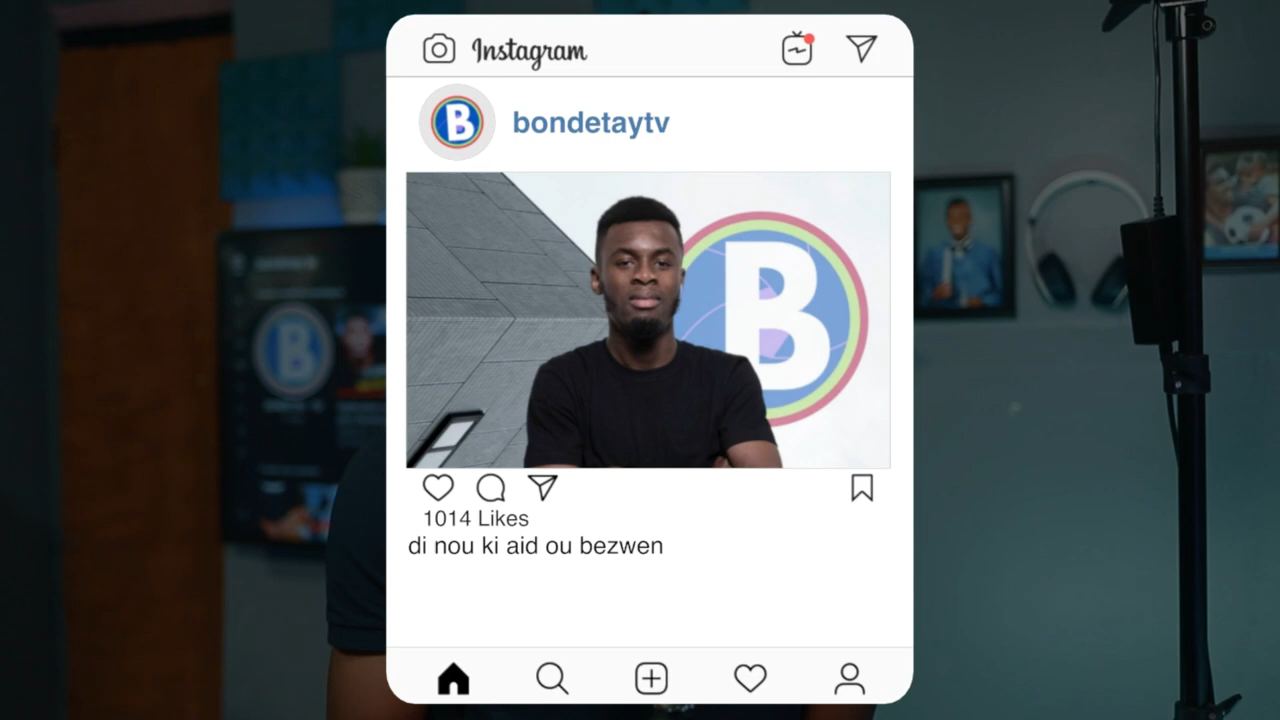 Instagram
bondetaytv
B
B
1014 Likes
di nou ki aid ou bezwen
B